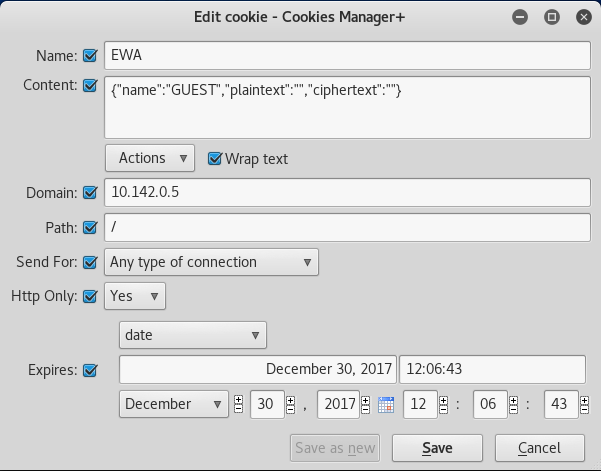 Edit cookie - Cookies Manager+
Name: EWA
Content: {"name":"GUEST","plaintext":"","ciphertext":""}
Actions Wrap text
Domain: 10.142.0.5
Path: /
Send For: Any type of connection
Http Only: Yes
date
Expires: December 30, 2017 12:06:43
December 30 , 2017 12 : 06 : 43
Save as new Save Cancel